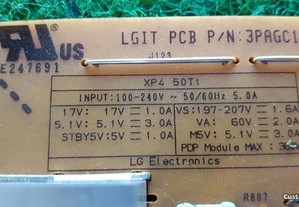 LGIT PCB P/N:3PAGC1
US
J123
E247691
XP4 50T1
INPUT:100-240V ~ 50/60Hz 5.0A
17V: 17V ⎓ 1.0A VS:197-207V ⎓ 1.6A
5.1V: 5.1V ⎓ 3.0A VA: 60V ⎓ 2.0A
STBY5V:5V ⎓ 1.0A M5V: 5.1V ⎓ 3.0A
PDP Module MAX : 3
LG Electronics
R807